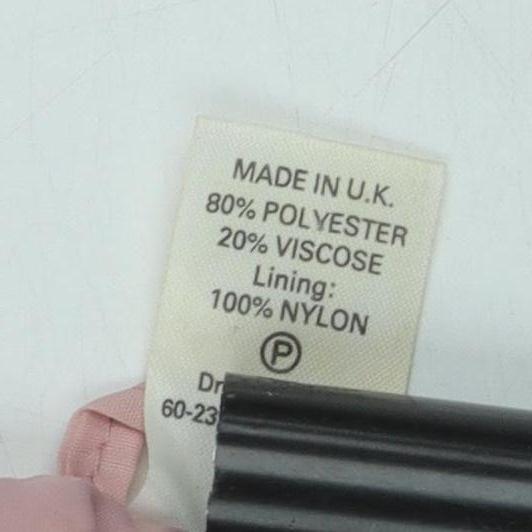 MADE IN U.K.
80% POLYESTER
20% VISCOSE
Lining:
100% NYLON
P